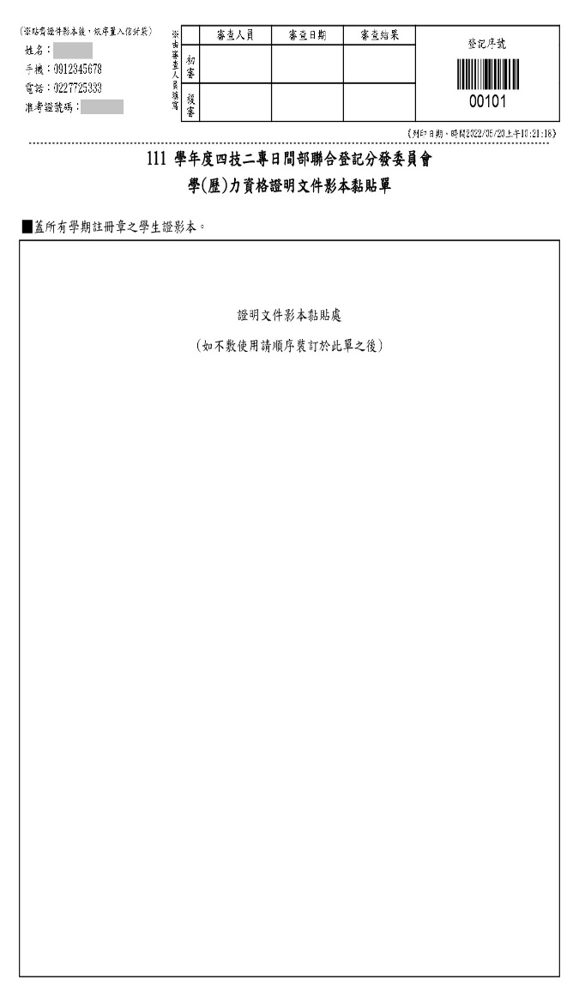 (※貼齊證件影本後，依序置入信封袋)
姓名：
手機：0912345678
電話：0227725333
准考證號碼：
※由審查人員填寫
審查人員 審查日期 審查結果
初審
複審
登記序號
00101
《列印日期、時間2022/05/20上午10:21:18》
111 學年度四技二專日間部聯合登記分發委員會
學(歷)力資格證明文件影本黏貼單
■蓋所有學期註冊章之學生證影本。
證明文件影本黏貼處
(如不敷使用請順序裝訂於此單之後)